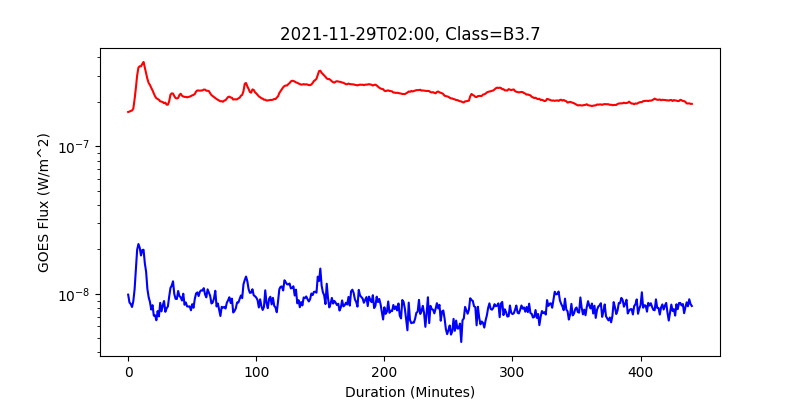 2021-11-29T02:00, Class=B3.7
GOES Flux (W/m^2)
10⁻⁷
10⁻⁸
0 100 200 300 400
Duration (Minutes)